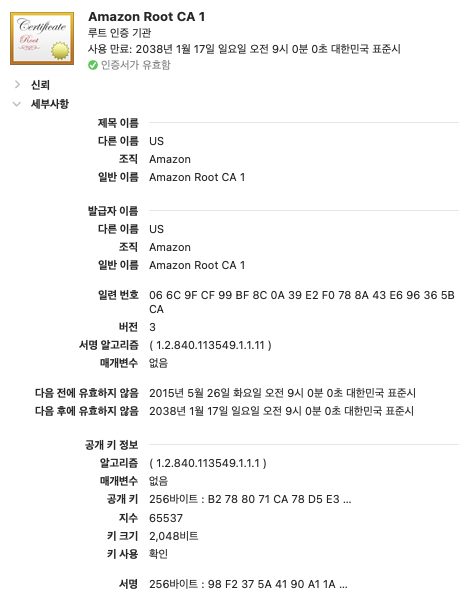 Certificate
Root
Amazon Root CA 1
루트 인증 기관
사용 만료: 2038년 1월 17일 일요일 오전 9시 0분 0초 대한민국 표준시
인증서가 유효함
신뢰
세부사항
제목 이름
다른 이름 US
조직 Amazon
일반 이름 Amazon Root CA 1
발급자 이름
다른 이름 US
조직 Amazon
일반 이름 Amazon Root CA 1
일련 번호 06 6C 9F CF 99 BF 8C 0A 39 E2 F0 78 8A 43 E6 96 36 5B
CA
버전 3
서명 알고리즘 ( 1.2.840.113549.1.1.11 )
매개변수 없음
다음 전에 유효하지 않음 2015년 5월 26일 화요일 오전 9시 0분 0초 대한민국 표준시
다음 후에 유효하지 않음 2038년 1월 17일 일요일 오전 9시 0분 0초 대한민국 표준시
공개 키 정보
알고리즘 ( 1.2.840.113549.1.1.1 )
매개변수 없음
공개 키 256바이트 : B2 78 80 71 CA 78 D5 E3 ...
지수 65537
키 크기 2,048비트
키 사용 확인
서명 256바이트 : 98 F2 37 5A 41 90 A1 1A ...